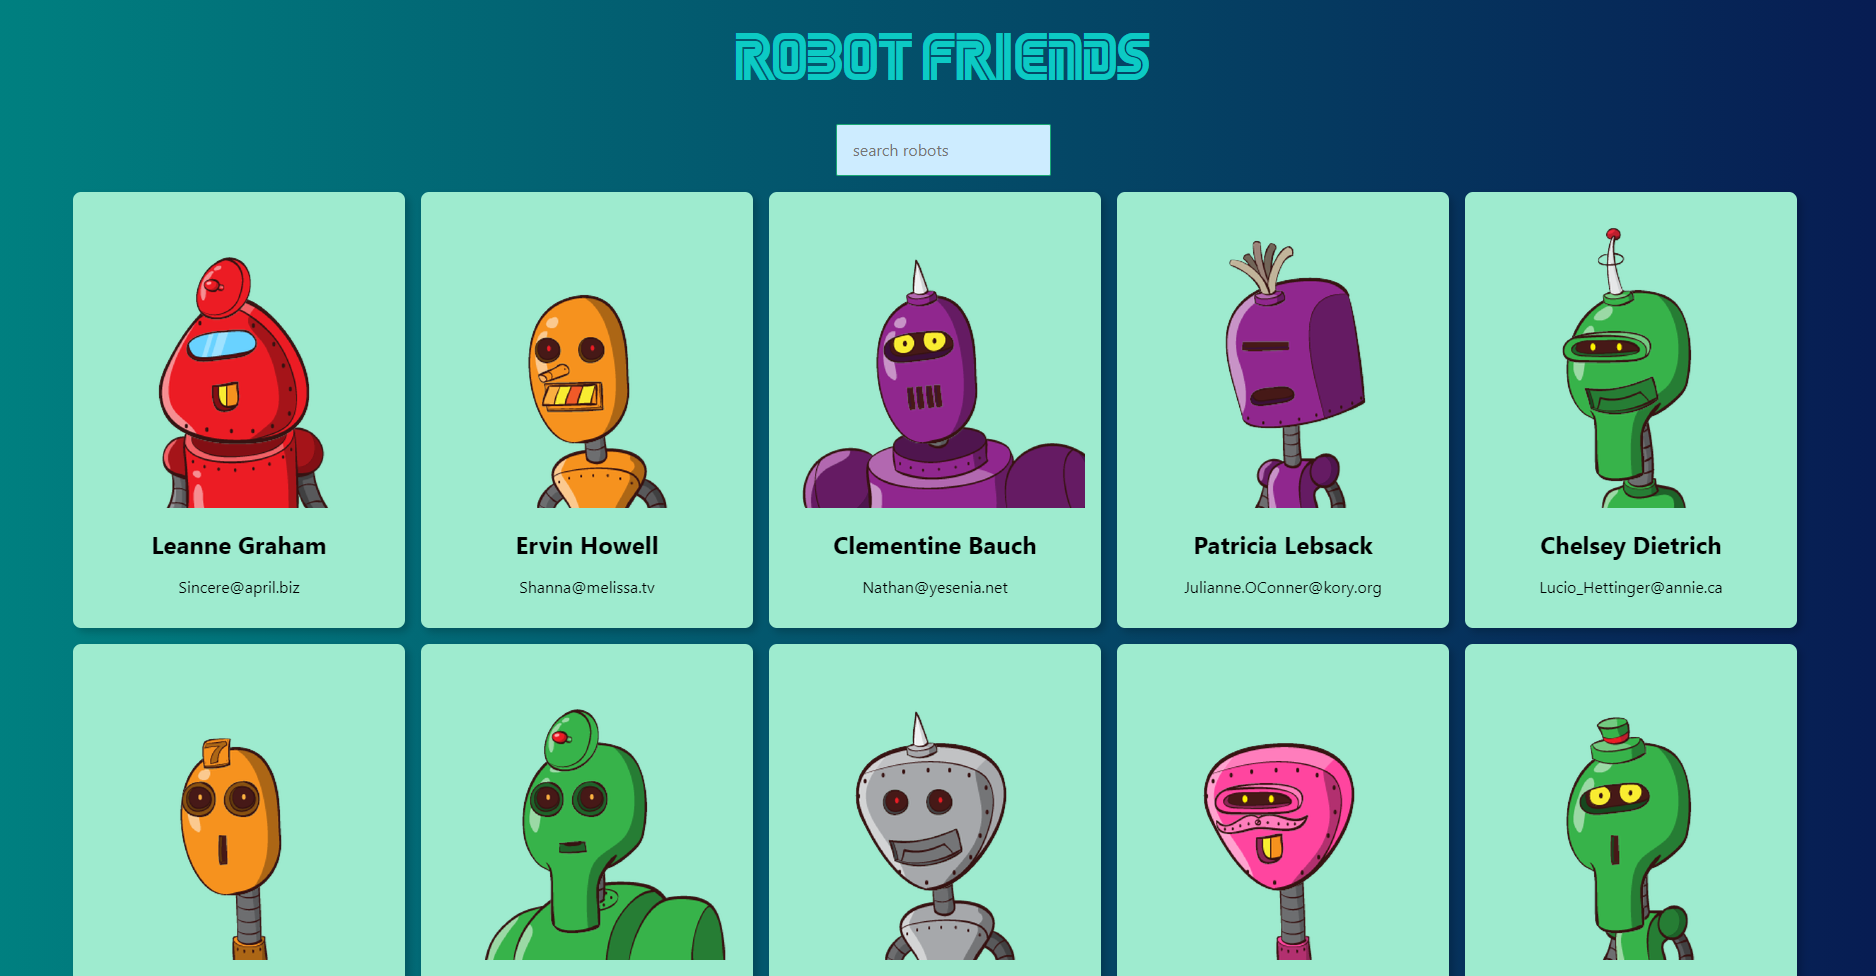 ROBOT FRIENDS
search robots
Leanne Graham
Ervin Howell
Clementine Bauch
Patricia Lebsack
Chelsey Dietrich
Sincere@april.biz
Shanna@melissa.tv
Nathan@yesenia.net
Julianne.OConner@kory.org
Lucio_Hettinger@annie.ca
7